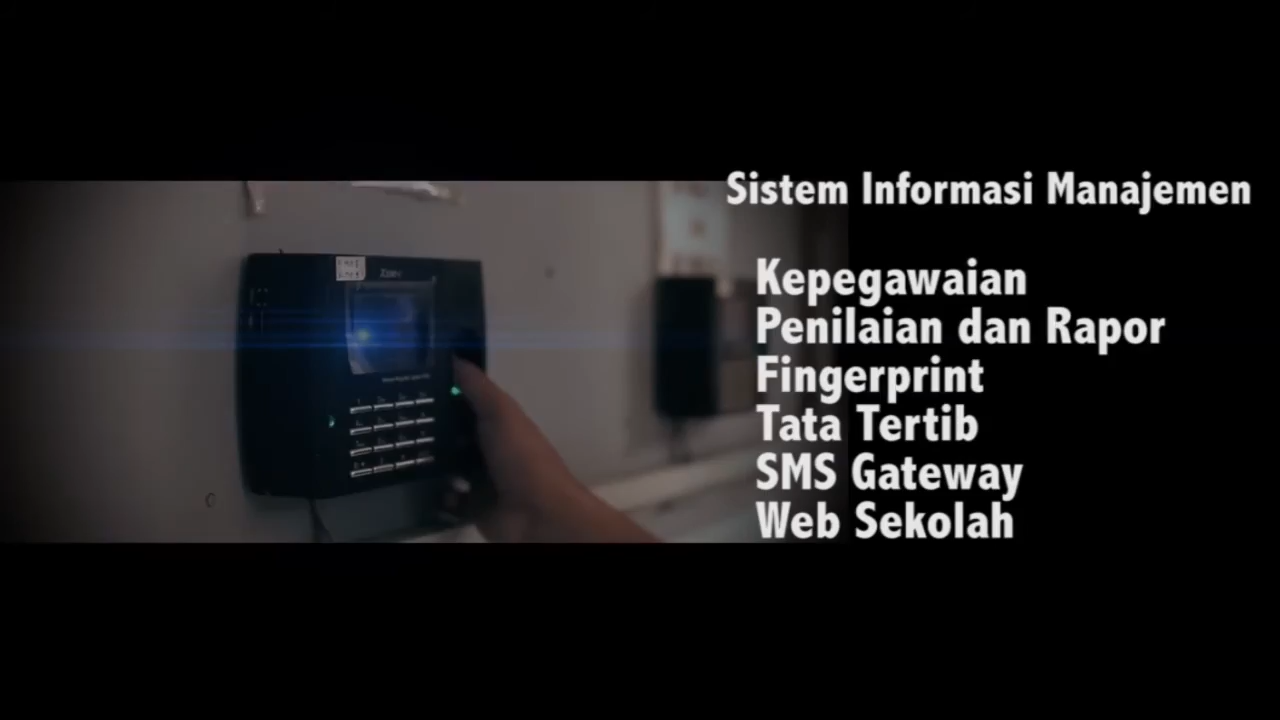 Sistem Informasi Manajemen
Kepegawaian
Penilaian dan Rapor
Fingerprint
Tata Tertib
SMS Gateway
Web Sekolah